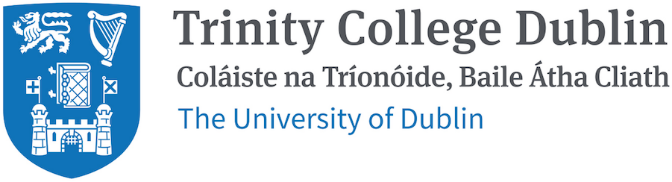 Trinity College Dublin
Coláiste na Tríonóide, Baile Átha Cliath
The University of Dublin